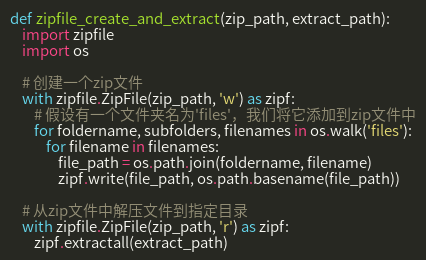 def zipfile_create_and_extract(zip_path, extract_path):
    import zipfile
    import os

    # 创建一个zip文件
    with zipfile.ZipFile(zip_path, 'w') as zipf:
        # 假设有一个文件夹名为'files'，我们将它添加到zip文件中
        for foldername, subfolders, filenames in os.walk('files'):
            for filename in filenames:
                file_path = os.path.join(foldername, filename)
                zipf.write(file_path, os.path.basename(file_path))

    # 从zip文件中解压文件到指定目录
    with zipfile.ZipFile(zip_path, 'r') as zipf:
        zipf.extractall(extract_path)